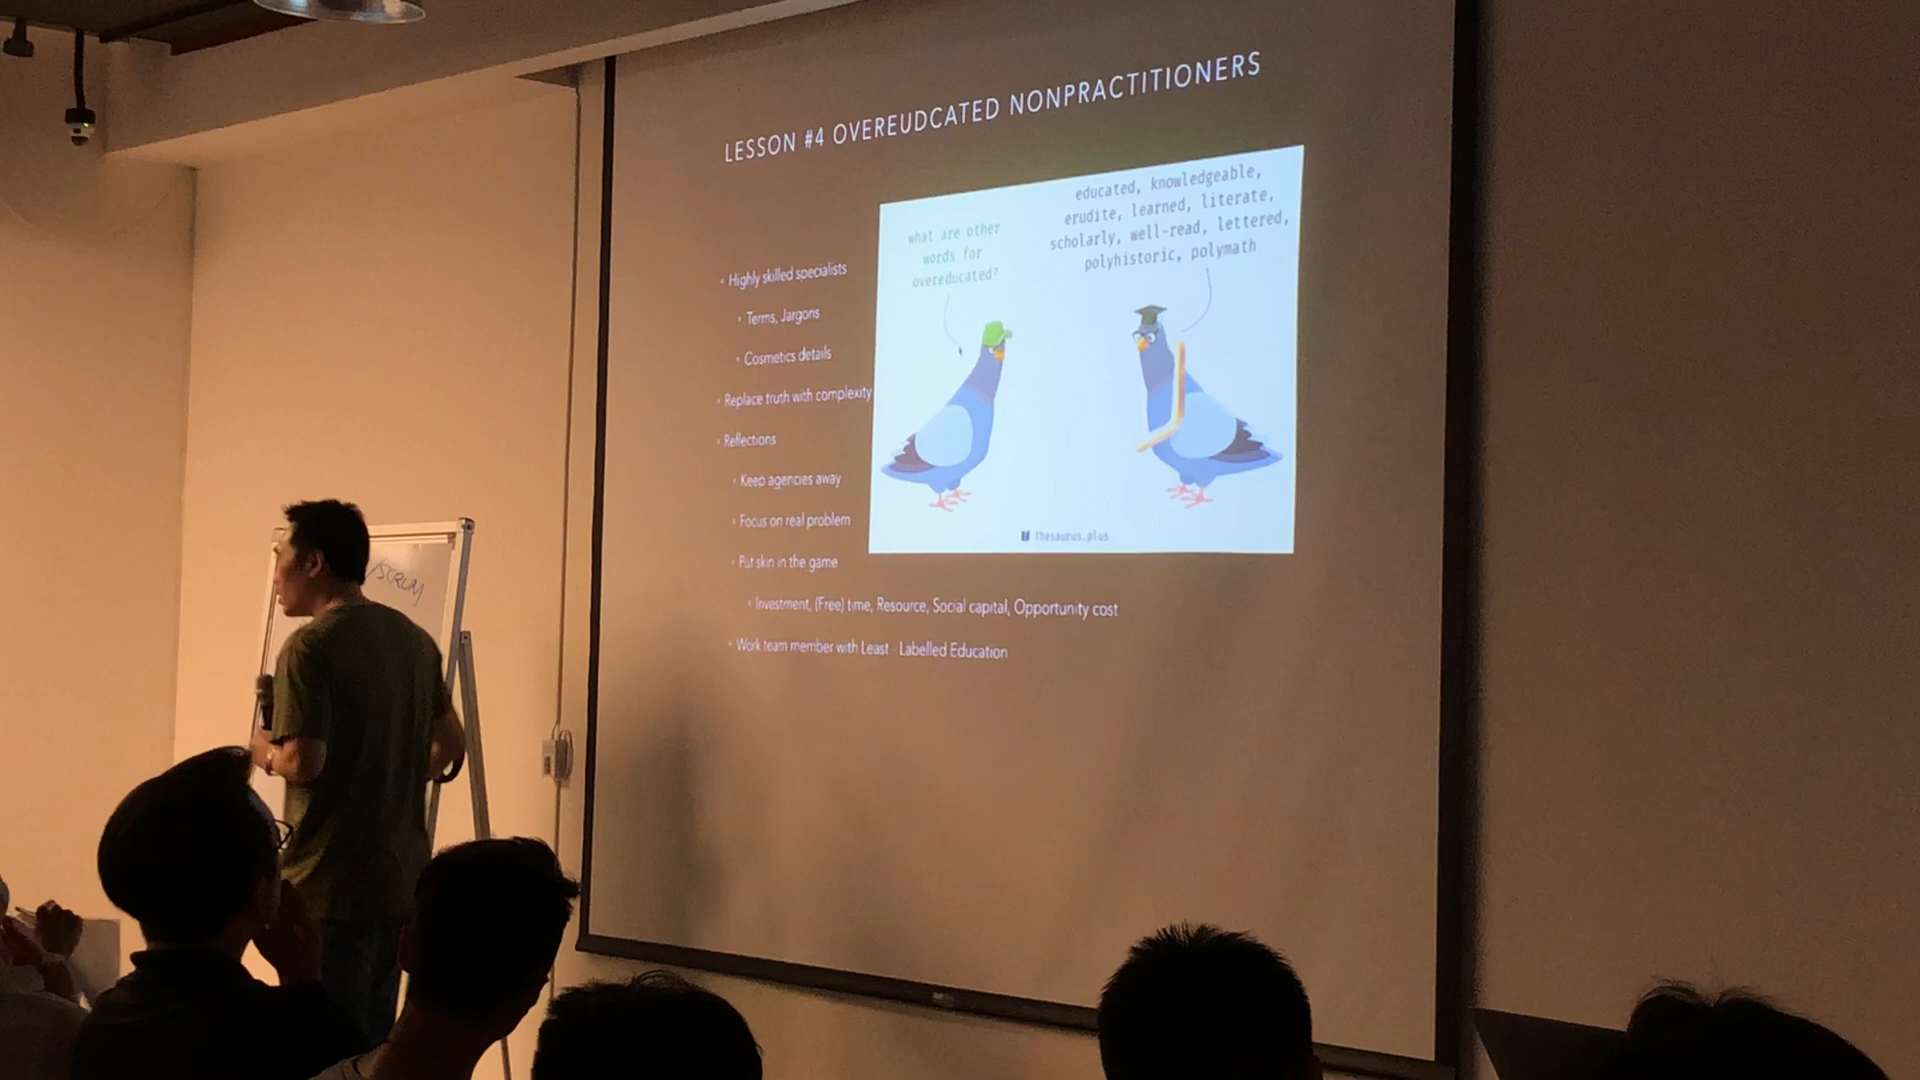 LESSON #4 OVEREUDCATED NONPRACTITIONERS
educated, knowledgeable,
erudite, learned, literate,
scholarly, well-read, lettered,
polyhistoric, polymath
what are other
words for
overeducated?
Highly skilled specialists
Terms, Jargons
Cosmetics details
Replace truth with complexity
Reflections
Keep agencies away
Focus on real problem
Put skin in the game
Investment, (Free) time, Resource, Social capital, Opportunity cost
Work team member with Least - Labelled Education
Thesaurus.plus
/SCRUM